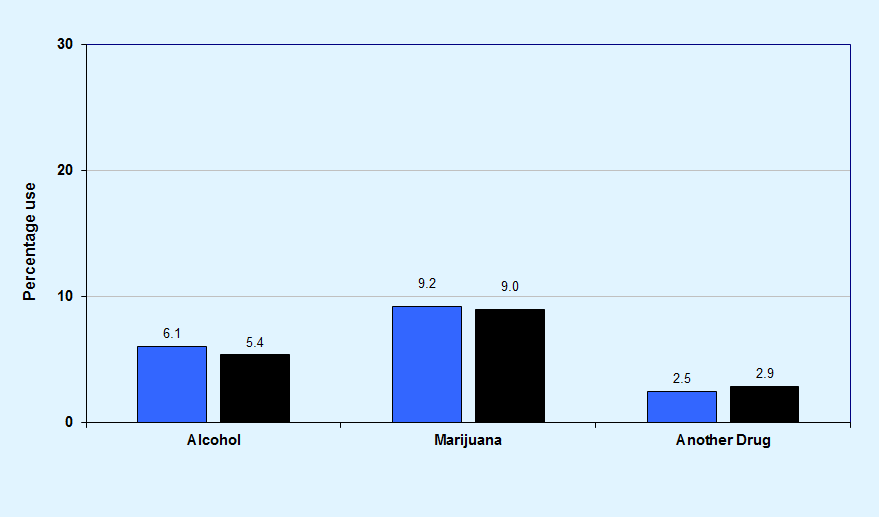 30
20
10
0
Percentage use
6.1
5.4
9.2
9.0
2.5
2.9
Alcohol
Marijuana
Another Drug